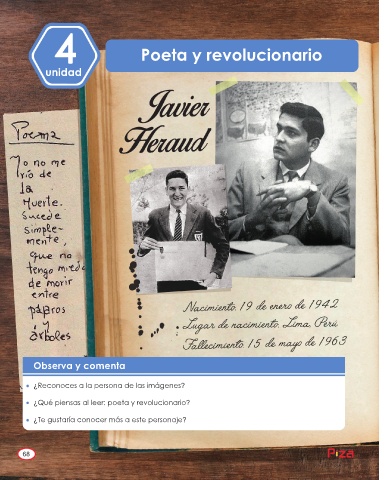 4
unidad
Poeta y revolucionario
Javier
Heraud
Poema
Yo no me
río de
la
Muerte.
Sucede
simple-
mente,
que no
tengo miedo
de morir
entre
pájaros
y
árboles
Nacimiento: 19 de enero de 1942
Lugar de nacimiento: Lima, Perú
Fallecimiento: 15 de mayo de 1963
Observa y comenta
• ¿Reconoces a la persona de las imágenes?
• ¿Qué piensas al leer: poeta y revolucionario?
• ¿Te gustaría conocer más a este personaje?
68
Piza